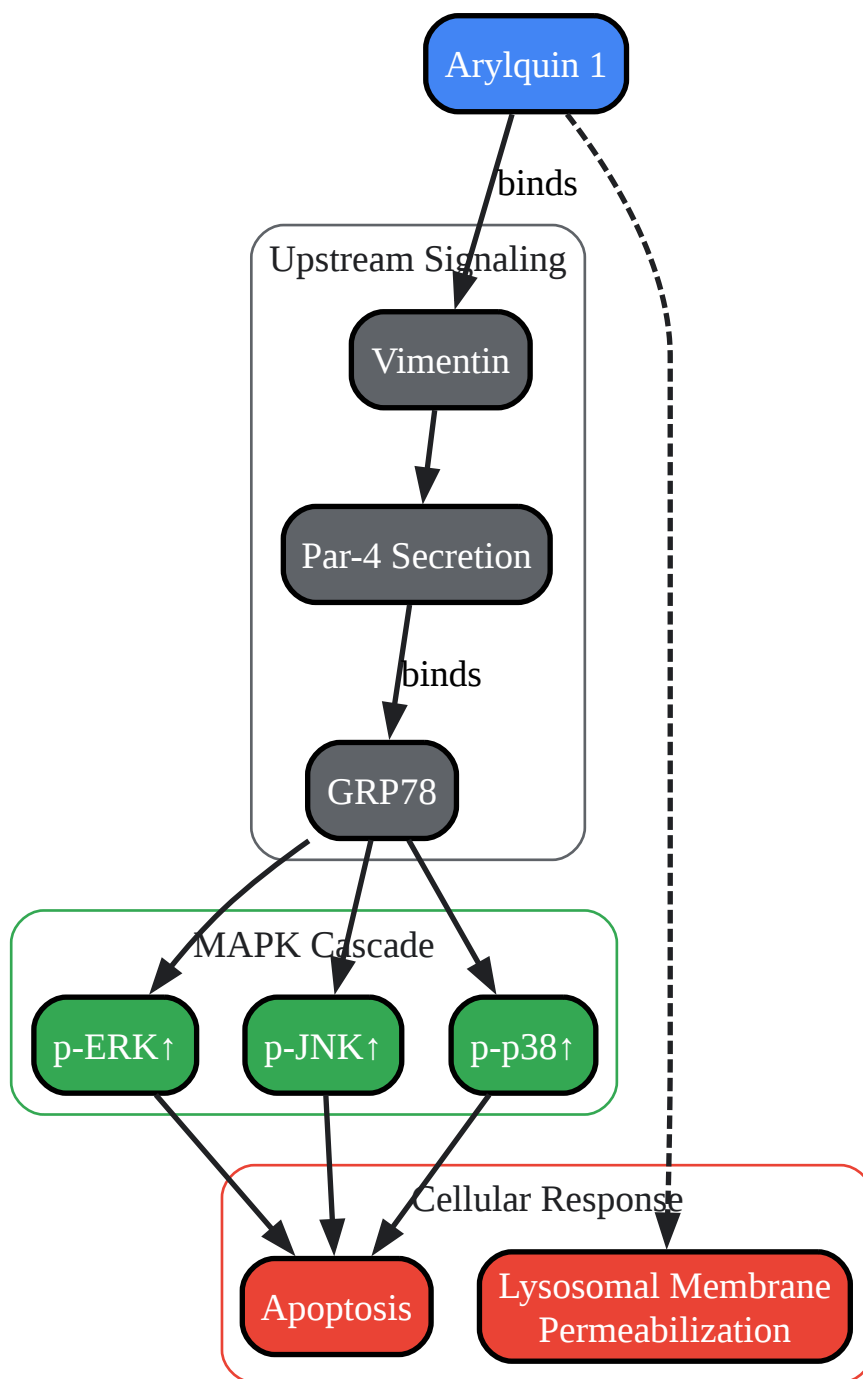 Arylquin 1
binds
Upstream Signaling
Vimentin
Par-4 Secretion
binds
GRP78
MAPK Cascade
p-ERK↑
p-JNK↑
p-p38↑
Cellular Response
Apoptosis
Lysosomal Membrane
Permeabilization